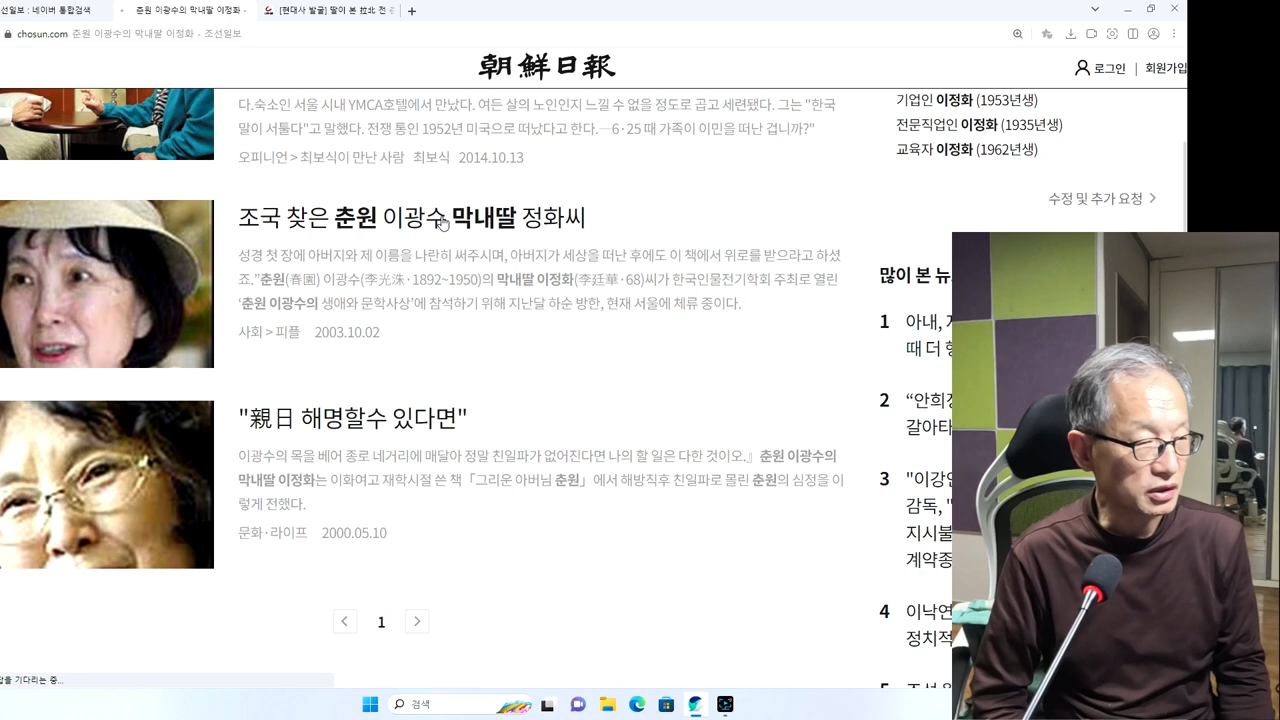 선일보 : 네이버 통합검색
춘원 이광수의 막내딸 이정화 -
[현대사 발굴] 딸이 본 拉北 전
chosun.com 춘원 이광수의 막내딸 이정화 - 조선일보
朝鮮日報
로그인 | 회원가입
다.숙소인 서울 시내 YMCA호텔에서 만났다. 여든 살의 노인인지 느낄 수 없을 정도로 곱고 세련됐다. 그는 "한국
말이 서툴다"고 말했다. 전쟁 통인 1952년 미국으로 떠났다고 한다.―6·25 때 가족이 이민을 떠난 겁니까?"
오피니언 > 최보식이 만난 사람 최보식 2014.10.13
조국 찾은 춘원 이광수 막내딸 정화씨
성경 첫 장에 아버지와 제 이름을 나란히 써주시며, 아버지가 세상을 떠난 후에도 이 책에서 위로를 받으라고 하셨
죠."춘원(春園) 이광수(李光洙·1892~1950)의 막내딸 이정화(李廷華·68)씨가 한국인물전기학회 주최로 열린
‘춘원 이광수의 생애와 문학사상’에 참석하기 위해 지난달 하순 방한, 현재 서울에 체류 중이다.
사회 > 피플 2003.10.02
"親日 해명할수 있다면"
이광수의 목을 베어 종로 네거리에 매달아 정말 친일파가 없어진다면 나의 할 일은 다한 것이오.』춘원 이광수의
막내딸 이정화는 이화여고 재학시절 쓴 책「그리운 아버님 춘원」에서 해방직후 친일파로 몰린 춘원의 심정을 이
렇게 전했다.
문화·라이프 2000.05.10
1
기업인 이정화 (1953년생)
전문직업인 이정화 (1935년생)
교육자 이정화 (1962년생)
수정 및 추가 요청
많이 본 뉴
1 아내,
때 더
2 “안희정
갈아타
3 "이강인
감독, "
지시불
계약종
4 이낙연
정치적
5
답을 기다리는 중...
검색